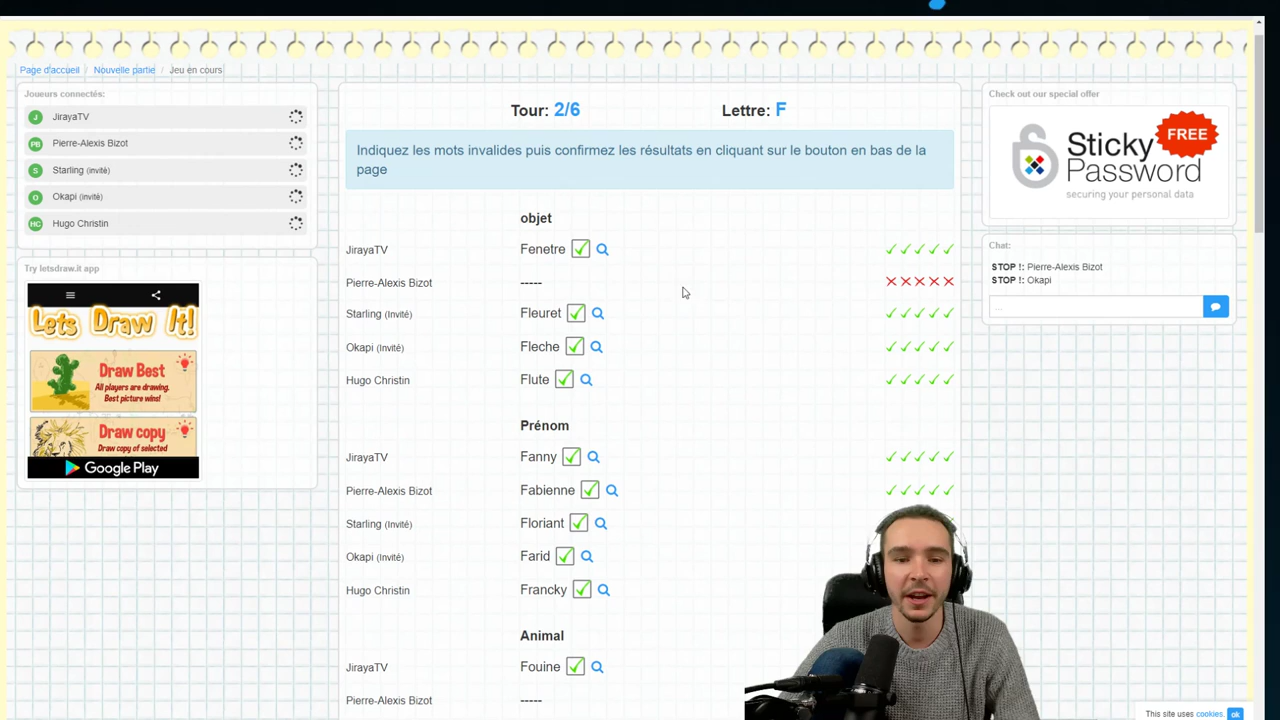 Page d'accueil / Nouvelle partie / Jeu en cours
Joueurs connectés:
J JirayaTV
PB Pierre-Alexis Bizot
S Starling (invité)
O Okapi (invité)
HC Hugo Christin
Try letsdraw.it app
Lets Draw It!
Draw Best
All players are drawing.
Best picture wins!
Draw copy
Draw copy of selected
Google Play
Tour: 2/6 Lettre: F
Indiquez les mots invalides puis confirmez les résultats en cliquant sur le bouton en bas de la
page
objet
JirayaTV Fenetre
Pierre-Alexis Bizot -----
Starling (Invité) Fleuret
Okapi (Invité) Fleche
Hugo Christin Flute
Prénom
JirayaTV Fanny
Pierre-Alexis Bizot Fabienne
Starling (Invité) Floriant
Okapi (Invité) Farid
Hugo Christin Francky
Animal
JirayaTV Fouine
Pierre-Alexis Bizot -----
Check out our special offer
FREE
Sticky
Password
securing your personal data
Chat:
STOP !: Pierre-Alexis Bizot
STOP !: Okapi
...
This site uses cookies. ok